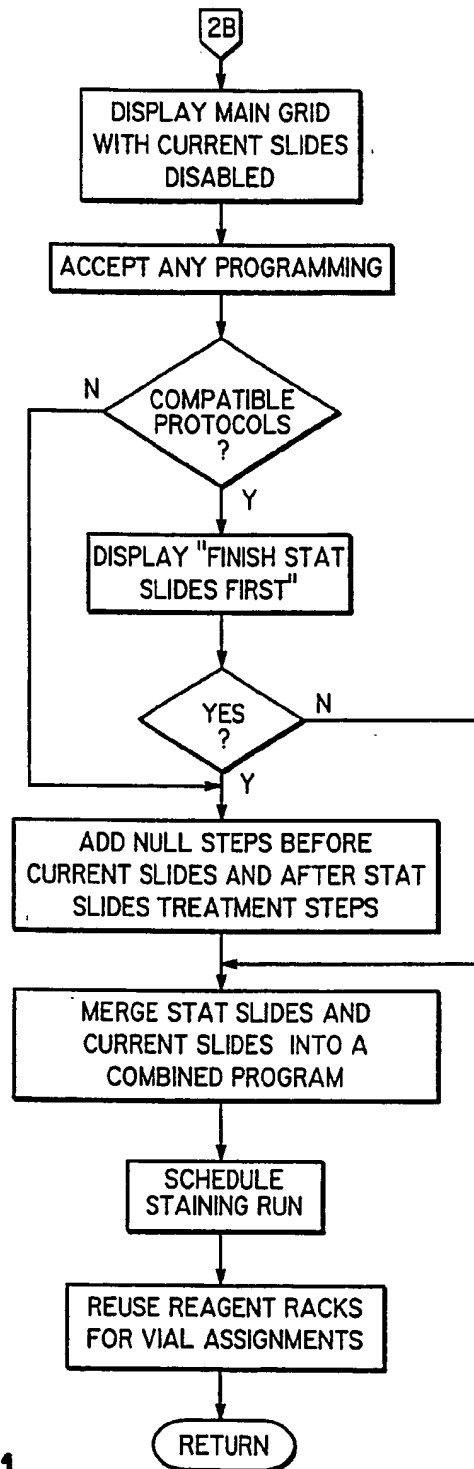 2B
DISPLAY MAIN GRID
WITH CURRENT SLIDES
DISABLED
ACCEPT ANY PROGRAMMING
N
COMPATIBLE
PROTOCOLS
?
Y
DISPLAY "FINISH STAT
SLIDES FIRST"
YES
?
N
Y
ADD NULL STEPS BEFORE
CURRENT SLIDES AND AFTER STAT
SLIDES TREATMENT STEPS
MERGE STAT SLIDES AND
CURRENT SLIDES INTO A
COMBINED PROGRAM
SCHEDULE
STAINING RUN
REUSE REAGENT RACKS
FOR VIAL ASSIGNMENTS
RETURN